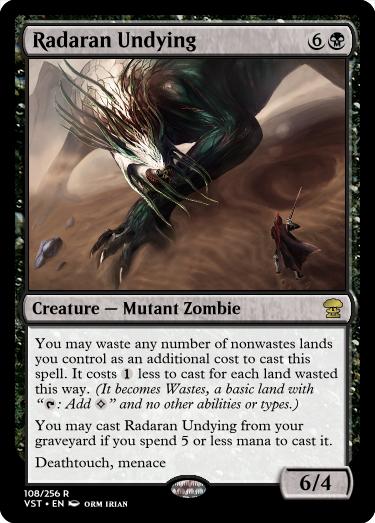 Radaran Undying 6
Creature — Mutant Zombie
You may waste any number of nonwastes lands
you control as an additional cost to cast this
spell. It costs 1 less to cast for each land wasted
this way. (It becomes Wastes, a basic land with
“: Add ” and no other abilities or types.)
You may cast Radaran Undying from your
graveyard if you spend 5 or less mana to cast it.
Deathtouch, menace
6/4
108/256 R
VST • EN ORM IRIAN